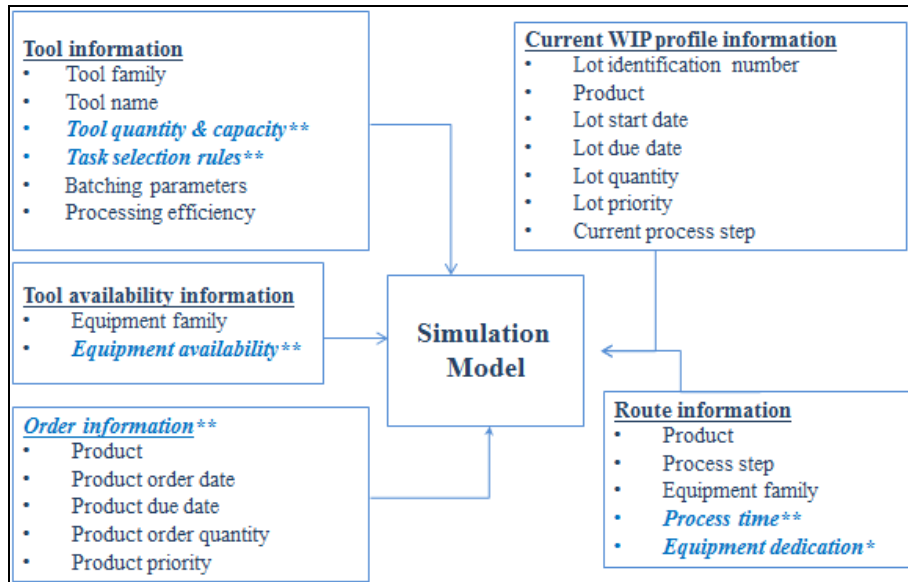 Tool information
• Tool family
• Tool name
• Tool quantity & capacity**
• Task selection rules**
• Batching parameters
• Processing efficiency
Current WIP profile information
• Lot identification number
• Product
• Lot start date
• Lot due date
• Lot quantity
• Lot priority
• Current process step
Tool availability information
• Equipment family
• Equipment availability**
Simulation
Model
Order information**
• Product
• Product order date
• Product due date
• Product order quantity
• Product priority
Route information
• Product
• Process step
• Equipment family
• Process time**
• Equipment dedication*